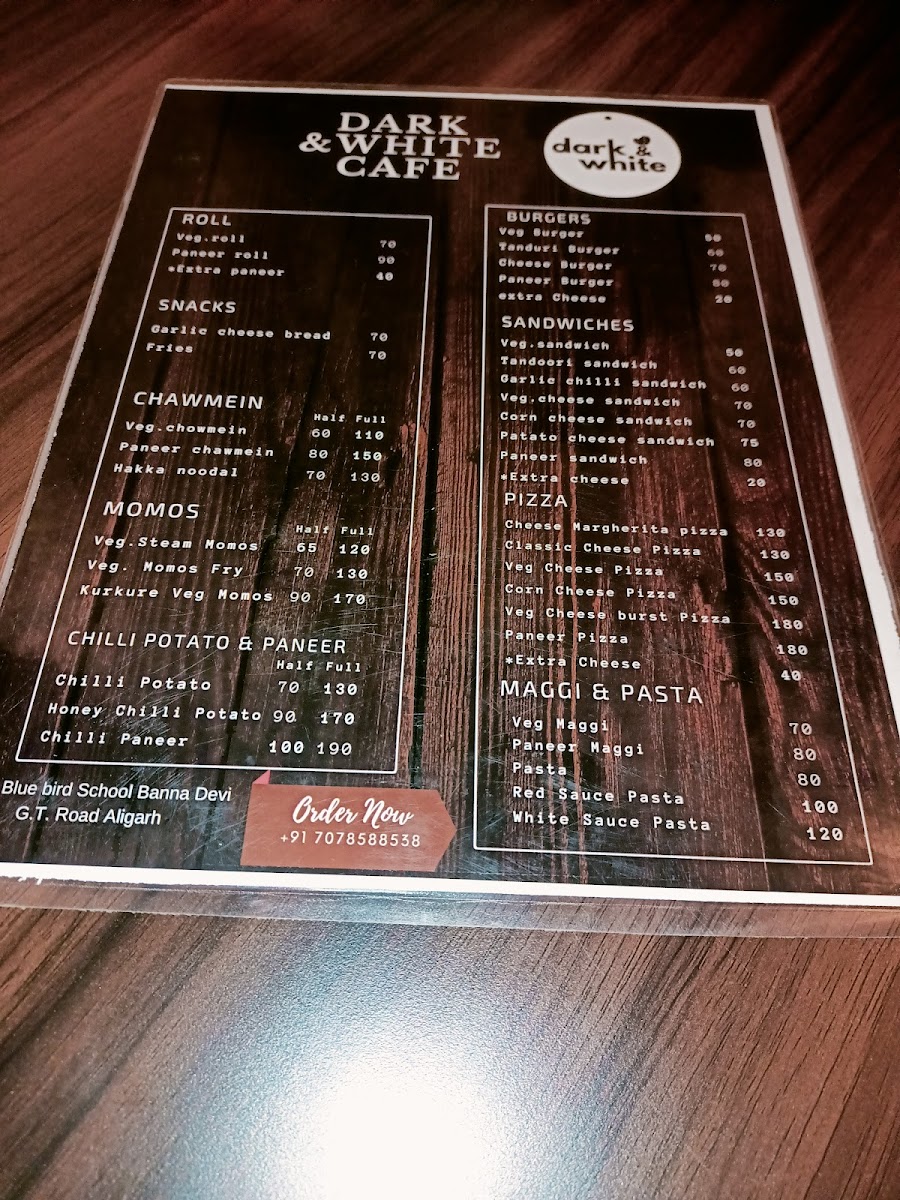 DARK
& WHITE
CAFE
dark &
white
ROLL
Veg.roll 70
Paneer roll 90
*Extra paneer 40
SNACKS
Garlic cheese bread 70
Fries 70
CHAWMEIN
Half Full
Veg.chowmein 60 110
Paneer chawmein 80 150
Hakka noodal 70 130
MOMOS
Half Full
Veg.Steam Momos 65 120
Veg. Momos Fry 70 130
Kurkure Veg Momos 90 170
CHILLI POTATO & PANEER
Half Full
Chilli Potato 70 130
Honey Chilli Potato 90 170
Chilli Paneer 100 190
BURGERS
Veg Burger 50
Tanduri Burger 60
Cheese Burger 70
Paneer Burger 80
extra Cheese 20
SANDWICHES
Veg.sandwich 50
Tandoori sandwich 60
Garlic chilli sandwich 60
Veg.cheese sandwich 70
Corn cheese sandwich 70
Patato cheese sandwich 75
Paneer sandwich 80
*Extra cheese 20
PIZZA
Cheese Margherita pizza 130
Classic Cheese Pizza 130
Veg Cheese Pizza 150
Corn Cheese Pizza 150
Veg Cheese burst Pizza 180
Paneer Pizza 180
*Extra Cheese 40
MAGGI & PASTA
Veg Maggi 70
Paneer Maggi 80
Pasta 80
Red Sauce Pasta 100
White Sauce Pasta 120
Blue bird School Banna Devi
G.T. Road Aligarh
Order Now
+91 7078588538